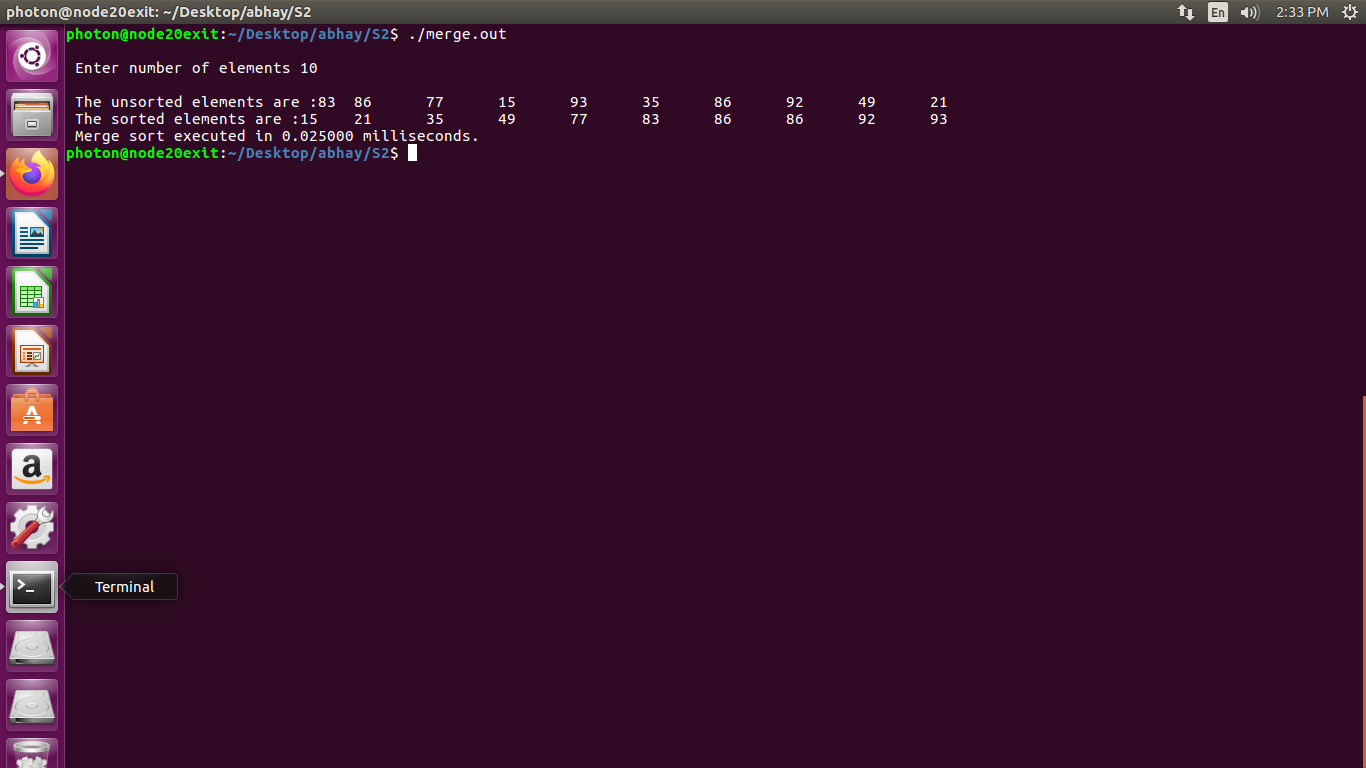 photon@node20exit: ~/Desktop/abhay/S2
En
2:33 PM
photon@node20exit:~/Desktop/abhay/S2$ ./merge.out
Enter number of elements 10
The unsorted elements are :83 86 77 15 93 35 86 92 49 21
The sorted elements are :15 21 35 49 77 83 86 86 92 93
Merge sort executed in 0.025000 milliseconds.
photon@node20exit:~/Desktop/abhay/S2$
A
a
>_
Terminal